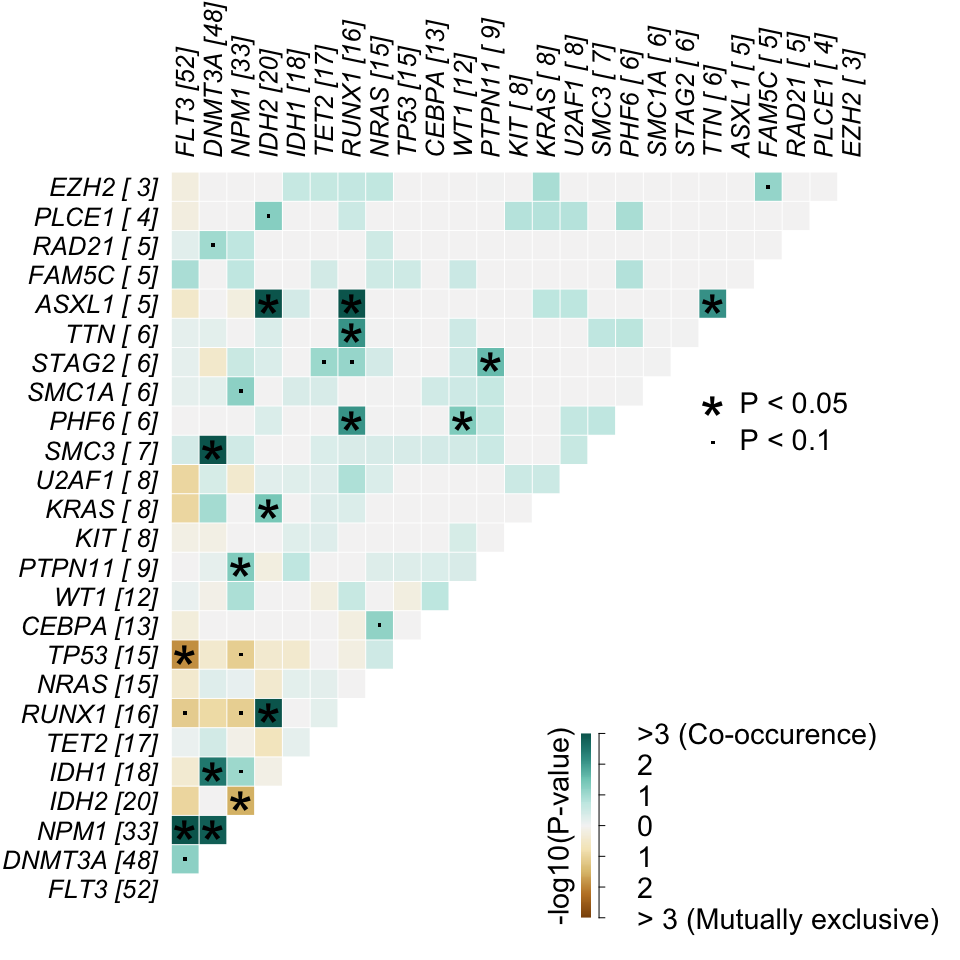 FLT3 [52]
DNMT3A [48]
NPM1 [33]
IDH2 [20]
IDH1 [18]
TET2 [17]
RUNX1 [16]
NRAS [15]
TP53 [15]
CEBPA [13]
WT1 [12]
PTPN11 [ 9]
KIT [ 8]
KRAS [ 8]
U2AF1 [ 8]
SMC3 [ 7]
PHF6 [ 6]
SMC1A [ 6]
STAG2 [ 6]
TTN [ 6]
ASXL1 [ 5]
FAM5C [ 5]
RAD21 [ 5]
PLCE1 [ 4]
EZH2 [ 3]
EZH2 [ 3]
PLCE1 [ 4]
RAD21 [ 5]
FAM5C [ 5]
ASXL1 [ 5]
TTN [ 6]
STAG2 [ 6]
SMC1A [ 6]
PHF6 [ 6]
SMC3 [ 7]
U2AF1 [ 8]
KRAS [ 8]
KIT [ 8]
PTPN11 [ 9]
WT1 [12]
CEBPA [13]
TP53 [15]
NRAS [15]
RUNX1 [16]
TET2 [17]
IDH1 [18]
IDH2 [20]
NPM1 [33]
DNMT3A [48]
FLT3 [52]
* P < 0.05
· P < 0.1
-log10(P-value)
>3 (Co-occurence)
2
1
0
1
2
> 3 (Mutually exclusive)